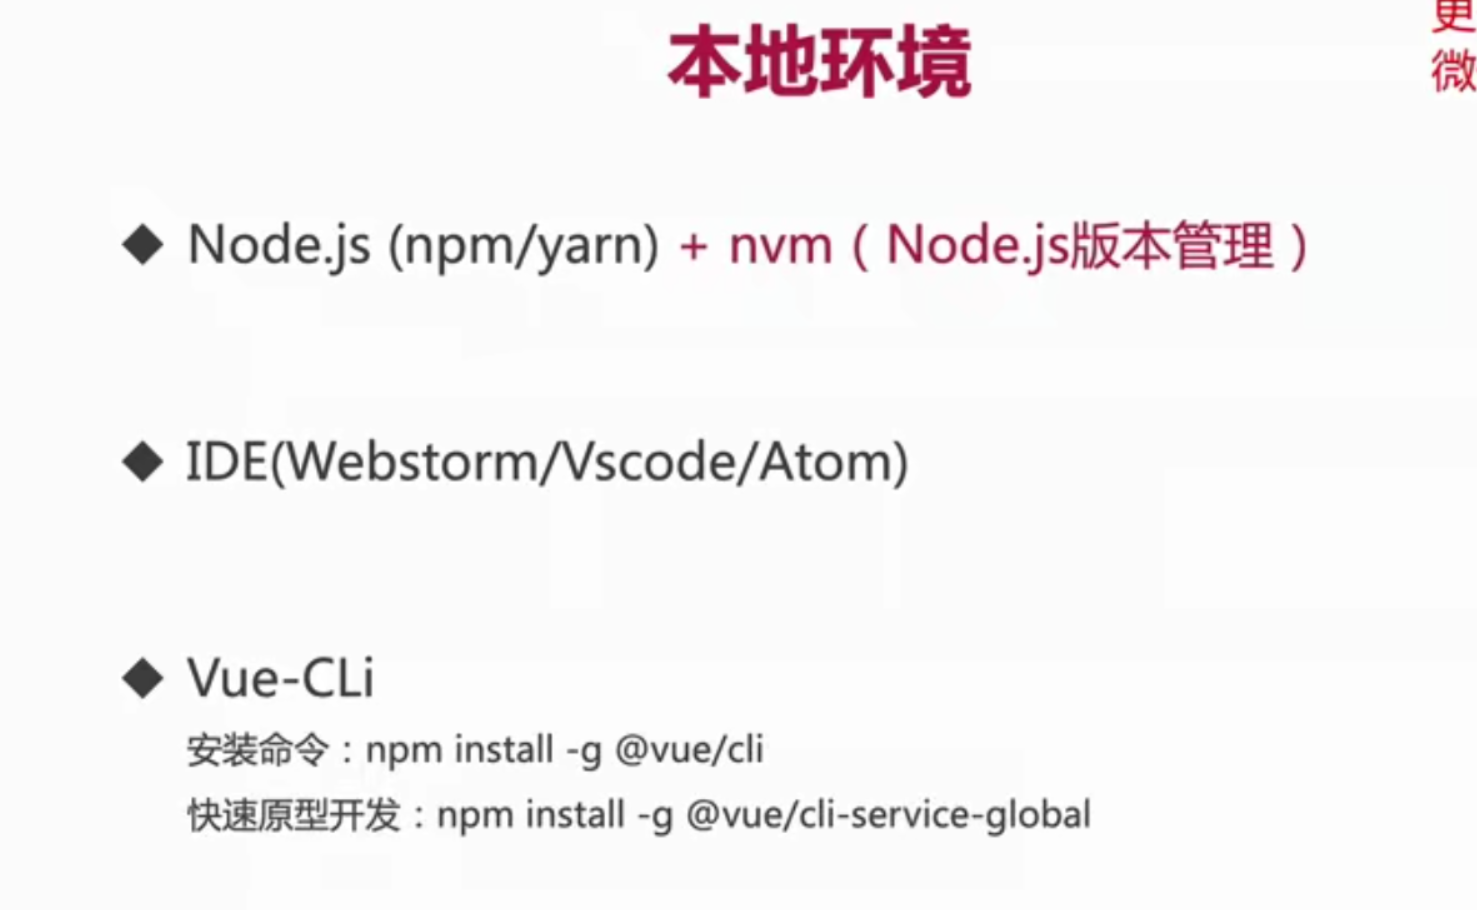 本地环境
更
微
◆ Node.js (npm/yarn) + nvm（Node.js版本管理）
◆ IDE(Webstorm/Vscode/Atom)
◆ Vue-CLi
安装命令：npm install -g @vue/cli
快速原型开发：npm install -g @vue/cli-service-global